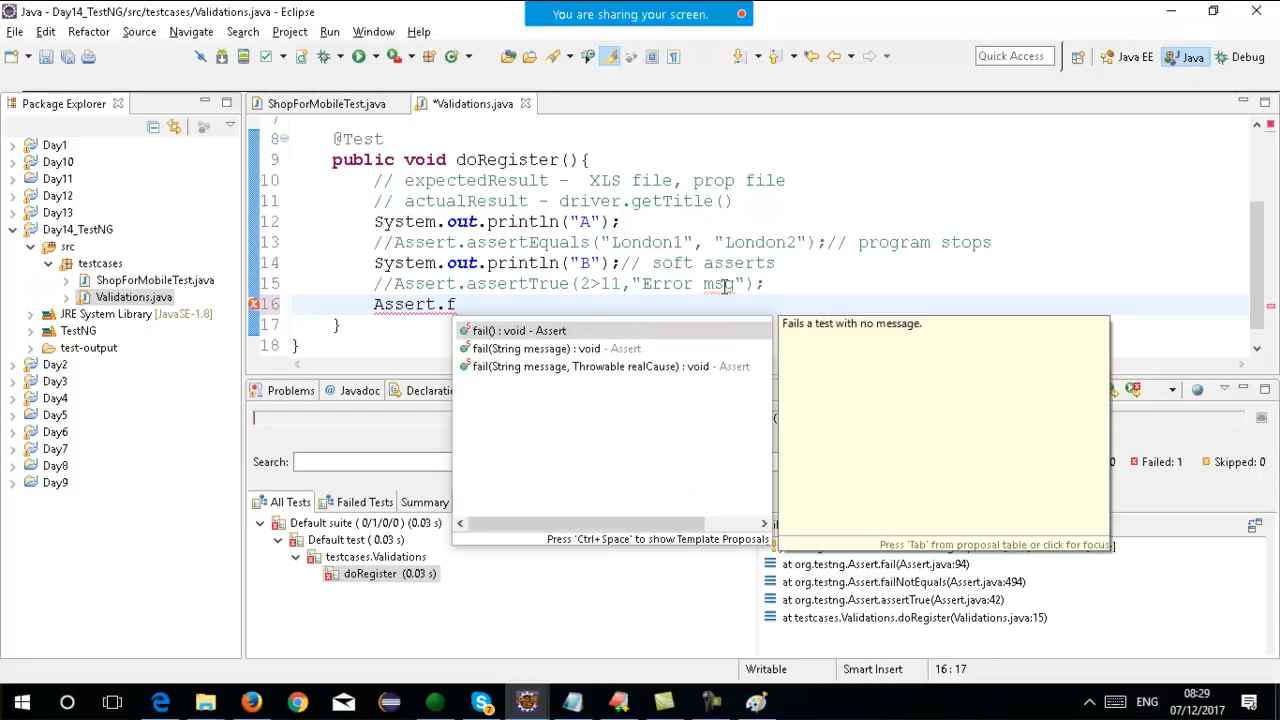 Java - Day14_TestNG/src/testcases/Validations.java - Eclipse
You are sharing your screen.
File Edit Refactor Source Navigate Search Project Run Window Help
Quick Access
Java EE
Java
Debug
Package Explorer
ShopForMobileTest.java
*Validations.java
Day1
Day10
Day11
Day12
Day13
Day14_TestNG
src
testcases
ShopForMobileTest.java
Validations.java
JRE System Library [JavaSE-1.8]
TestNG
test-output
Day2
Day3
Day4
Day5
Day6
Day7
Day8
Day9
7
8 @Test
9 public void doRegister(){
10 // expectedResult - XLS file, prop file
11 // actualResult - driver.getTitle()
12 System.out.println("A");
13 //Assert.assertEquals("London1", "London2");// program stops
14 System.out.println("B");// soft asserts
15 //Assert.assertTrue(2>11,"Error msg");
16 Assert.f
17 }
18 }
fail() : void - Assert
fail(String message) : void - Assert
fail(String message, Throwable realCause) : void - Assert
Press 'Ctrl+Space' to show Template Proposals
Fails a test with no message.
Press 'Tab' from proposal table or click for focus
Problems
@ Javadoc
Declaratio
Search:
Failed: 1
Skipped: 0
All Tests
Failed Tests
Summary
Default suite ( 0/1/0/0 ) (0.03 s)
Default test ( 0.03 s)
testcases.Validations
doRegister (0.03 s)
at org.testng.Assert.fail(Assert.java:94)
at org.testng.Assert.failNotEquals(Assert.java:494)
at org.testng.Assert.assertTrue(Assert.java:42)
at testcases.Validations.doRegister(Validations.java:15)
Writable
Smart Insert
16 : 17
ENG
08:29
07/12/2017